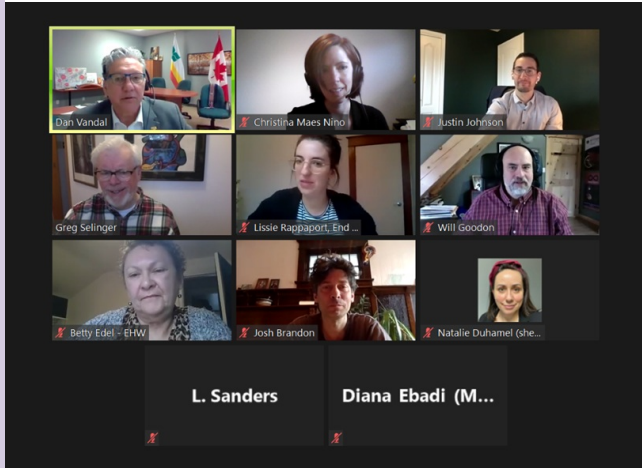 Dan Vandal
Christina Maes Nino
Justin Johnson
Greg Selinger
Lissie Rappaport, End ...
Will Goodon
Betty Edel - EHW
Josh Brandon
Natalie Duhamel (she...
L. Sanders
Diana Ebadi (M...